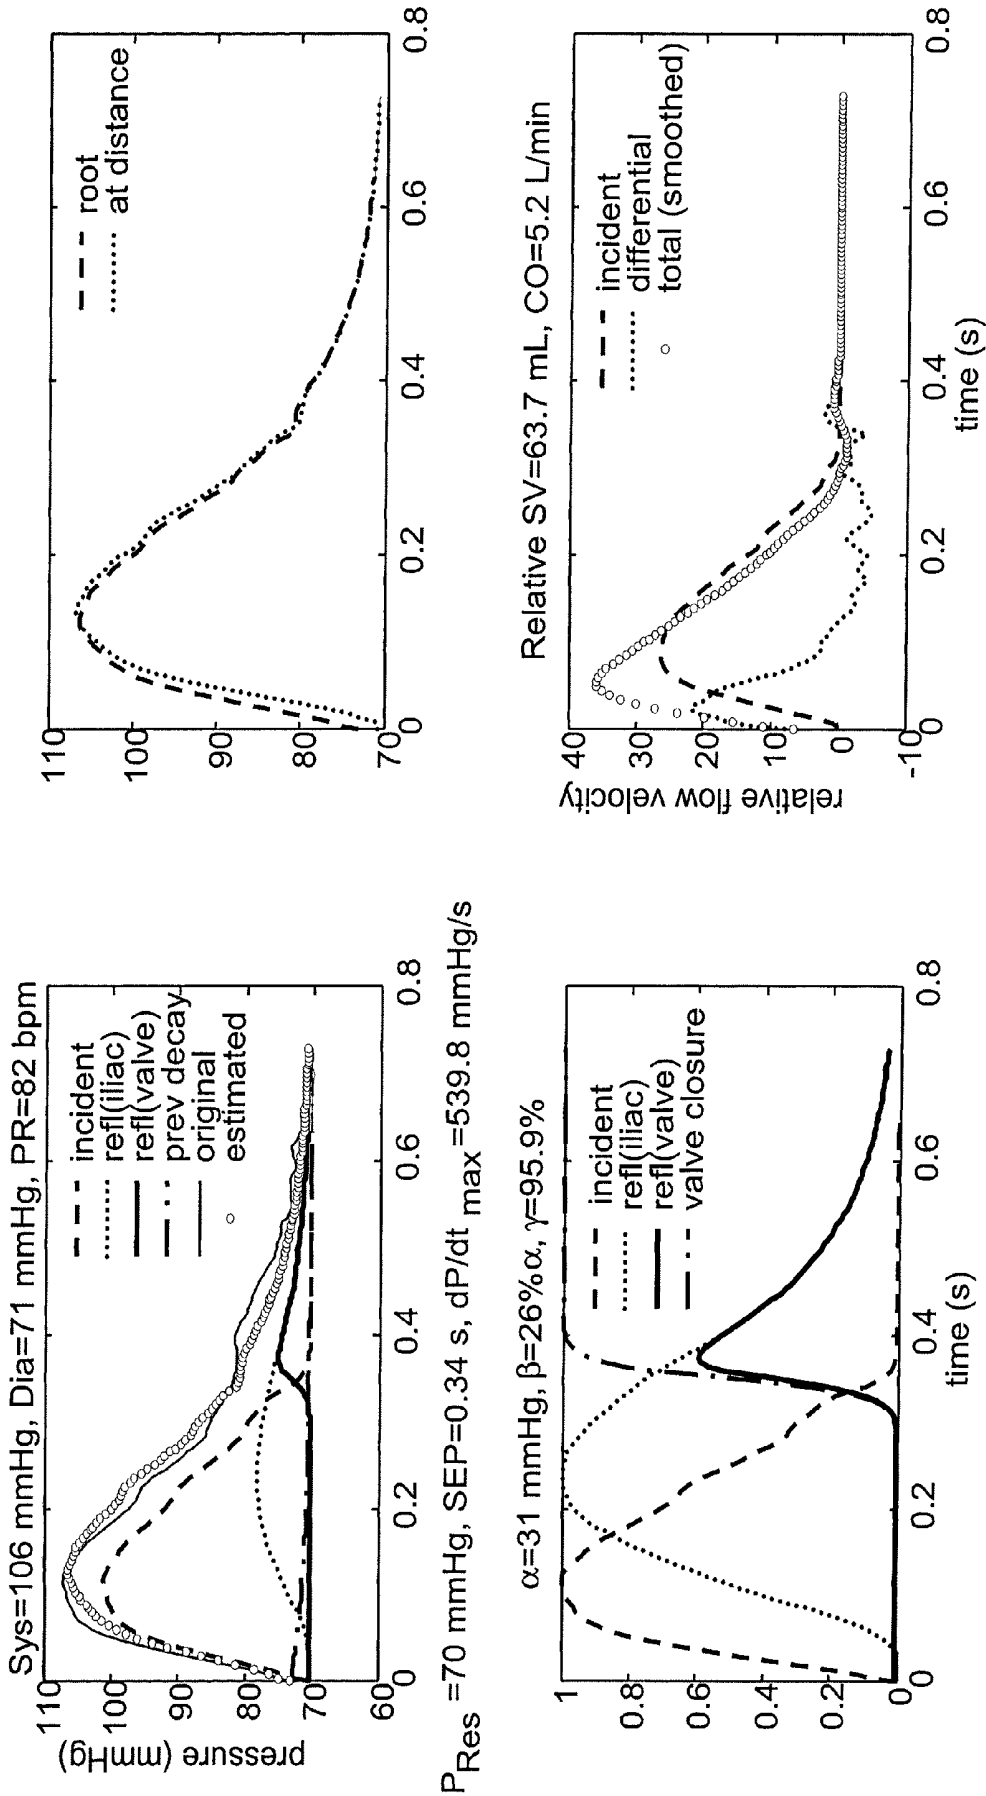 Sys=106 mmHg, Dia=71 mmHg, PR=82 bpm
110
100
90
80
70
60
pressure (mmHg)
0
0.2
0.4
0.6
0.8
incident
refl(iliac)
refl(valve)
prev decay
original
estimated
110
100
90
80
70
0
0.2
0.4
0.6
0.8
root
at distance
PRes =70 mmHg, SEP=0.34 s, dP/dt max=539.8 mmHg/s
α=31 mmHg, β=26%α, γ=95.9%
1
0.8
0.6
0.4
0.2
0.0
0
0.2
0.4
0.6
0.8
time (s)
incident
refl(iliac)
refl(valve)
valve closure
Relative SV=63.7 mL, CO=5.2 L/min
40
30
20
10
0
-10
relative flow velocity
0
0.2
0.4
0.6
0.8
time (s)
incident
differential
total (smoothed)